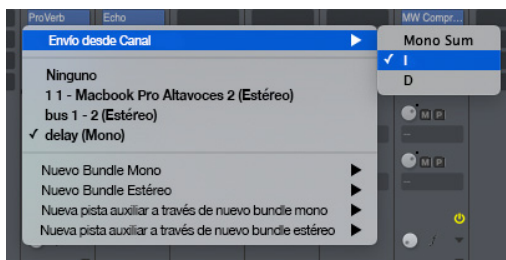 ProVerb Echo MW Compr...
Envío desde Canal
Mono Sum
✓ I
D
Ninguno
1 1 - Macbook Pro Altavoces 2 (Estéreo)
bus 1 - 2 (Estéreo)
✓ delay (Mono)
M P
M P
Nuevo Bundle Mono
Nuevo Bundle Estéreo
Nueva pista auxiliar a través de nuevo bundle mono
Nueva pista auxiliar a través de nuevo bundle estéreo
f
f